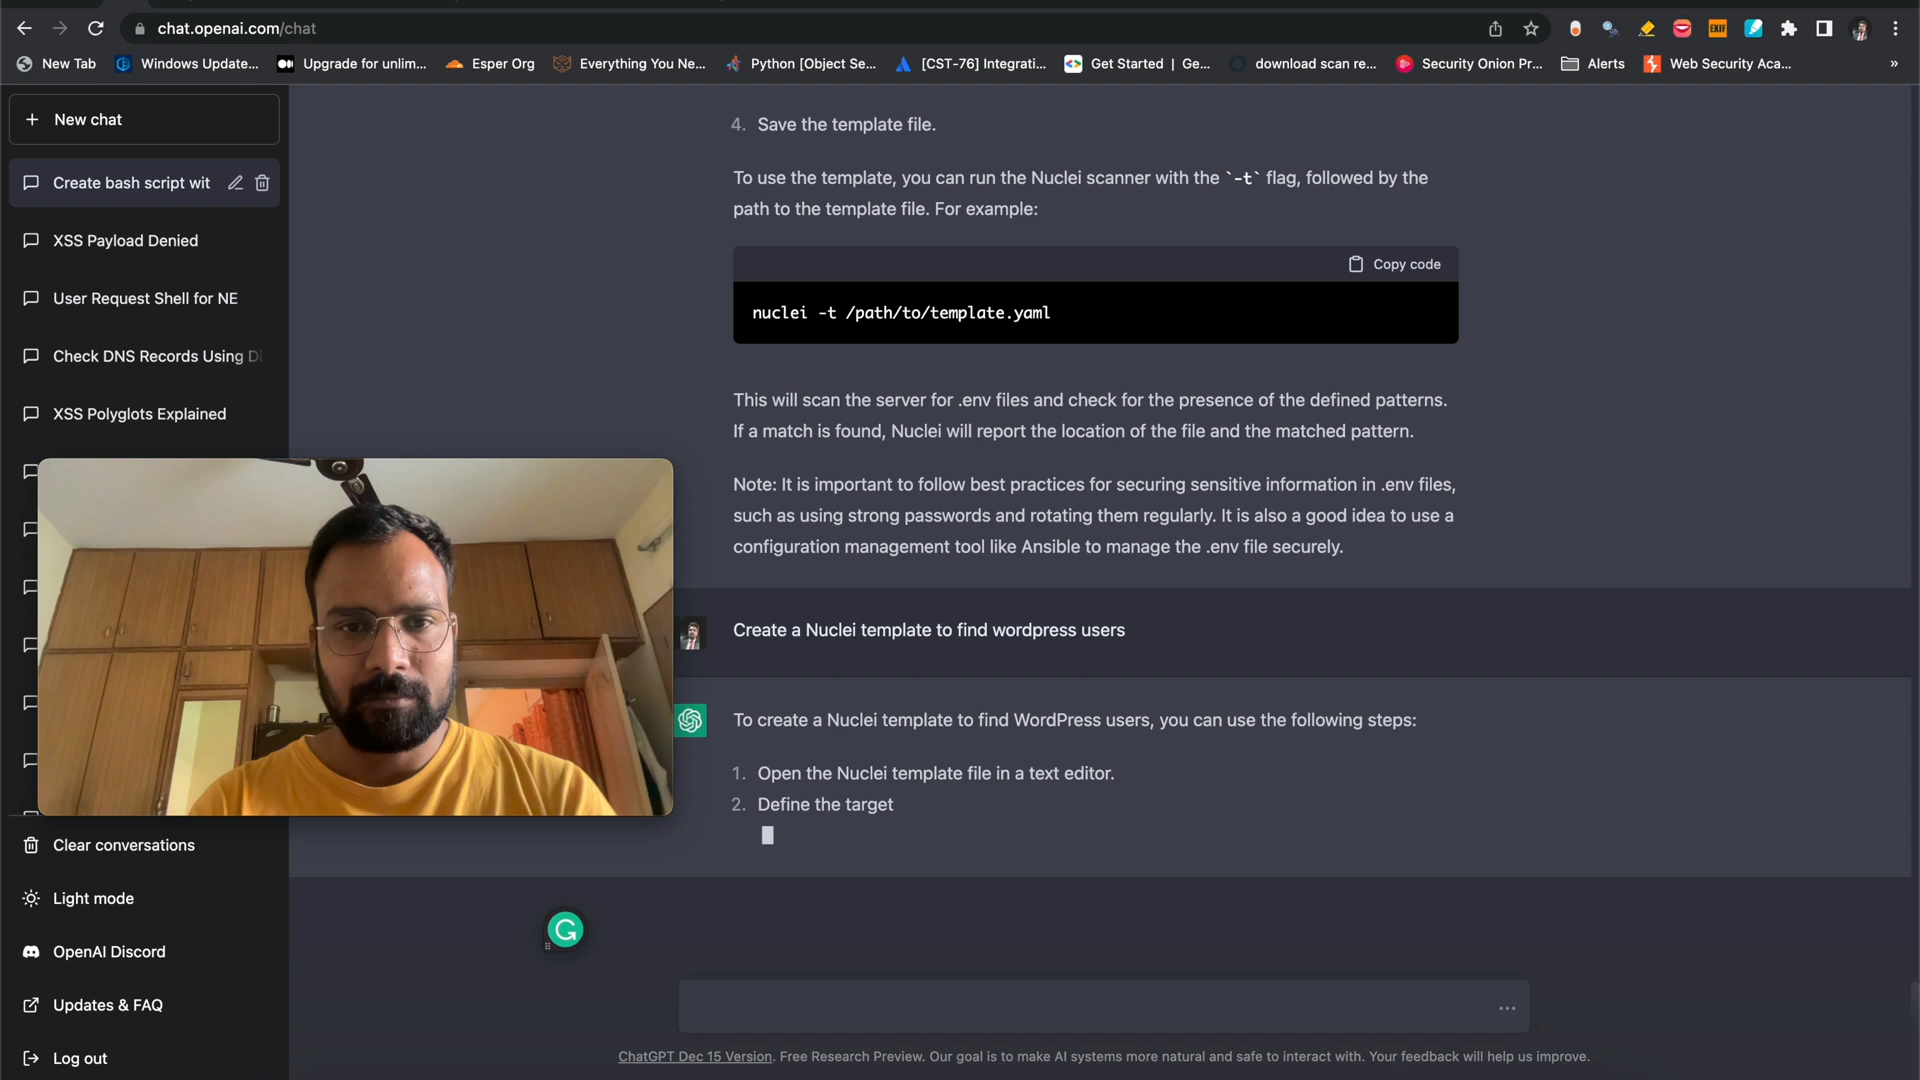 chat.openai.com/chat
EXIF
New Tab
Windows Update...
Upgrade for unlim...
Esper Org
Everything You Ne...
Python [Object Se...
[CST-76] Integrati...
Get Started | Ge...
download scan re...
Security Onion Pr...
Alerts
Web Security Aca...
»
+ New chat
Create bash script wit
XSS Payload Denied
User Request Shell for NE
Check DNS Records Using Di
XSS Polyglots Explained
4. Save the template file.
To use the template, you can run the Nuclei scanner with the `-t` flag, followed by the
path to the template file. For example:
Copy code
nuclei -t /path/to/template.yaml
This will scan the server for .env files and check for the presence of the defined patterns.
If a match is found, Nuclei will report the location of the file and the matched pattern.
Note: It is important to follow best practices for securing sensitive information in .env files,
such as using strong passwords and rotating them regularly. It is also a good idea to use a
configuration management tool like Ansible to manage the .env file securely.
Create a Nuclei template to find wordpress users
To create a Nuclei template to find WordPress users, you can use the following steps:
1. Open the Nuclei template file in a text editor.
2. Define the target
Clear conversations
Light mode
OpenAI Discord
Updates & FAQ
Log out
ChatGPT Dec 15 Version. Free Research Preview. Our goal is to make AI systems more natural and safe to interact with. Your feedback will help us improve.